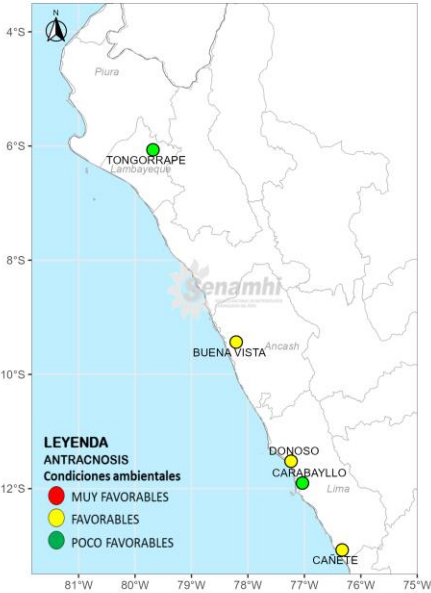 N
4°S
Piura
6°S
TONGORRAPE
Lambayeque
8°S
Senamhi
BUENA VISTA
Ancash
10°S
LEYENDA
ANTRACNOSIS
Condiciones ambientales
MUY FAVORABLES
FAVORABLES
POCO FAVORABLES
DONOSO
CARABAYLLO
Lima
12°S
CAÑETE
81°W 80°W 79°W 78°W 77°W 76°W 75°W